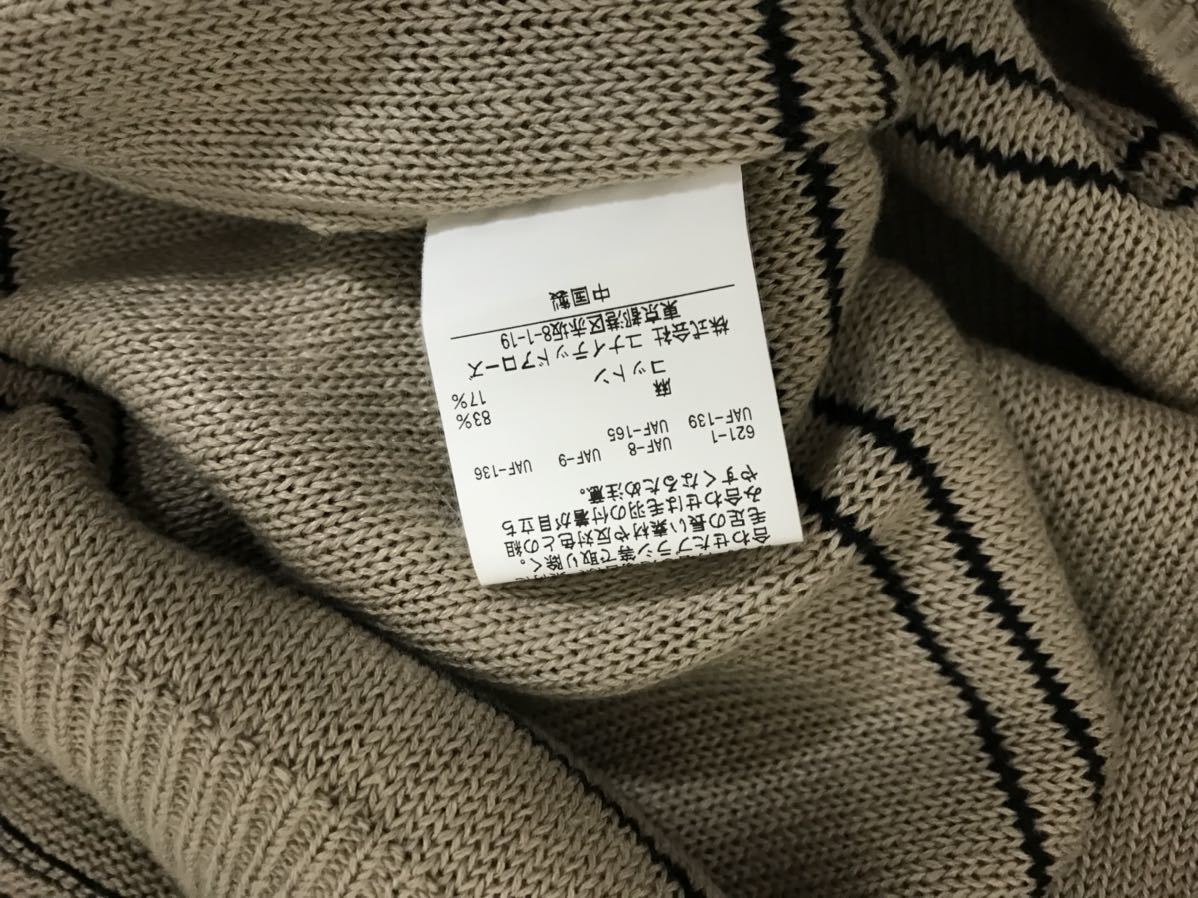 合わせたブラシ等で取り除く。
毛足の長い素材や反対色との組
み合わせは毛羽の付着が目立ち
やすくなるため注意。
621-1 UAF-8 UAF-9 UAF-136
UAF-139 UAF-165
麻 83%
コットン 17%
株式会社 ユナイテッドアローズ
東京都港区赤坂8-1-19
中国製